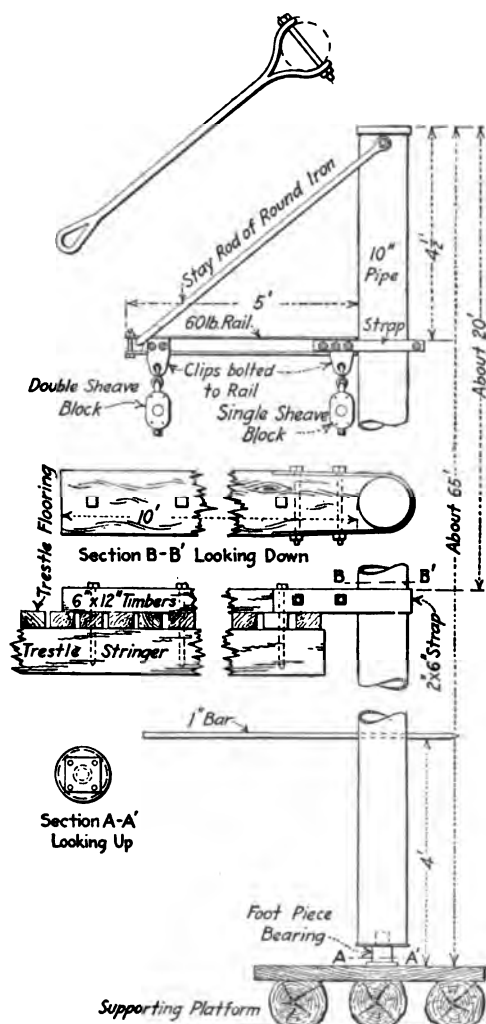 Stay Rod of Round Iron
10" Pipe
4½'
5'
60lb. Rail
Strap
Clips bolted
to Rail
Double Sheave
Block
Single Sheave
Block
About 20'
About 65'
Trestle Flooring
10'
Section B-B' Looking Down
B B'
6"x 12" Timbers
Trestle Stringer
2"x6" Strap
1" Bar
Section A-A'
Looking Up
4'
Foot Piece
Bearing
A A'
Supporting Platform